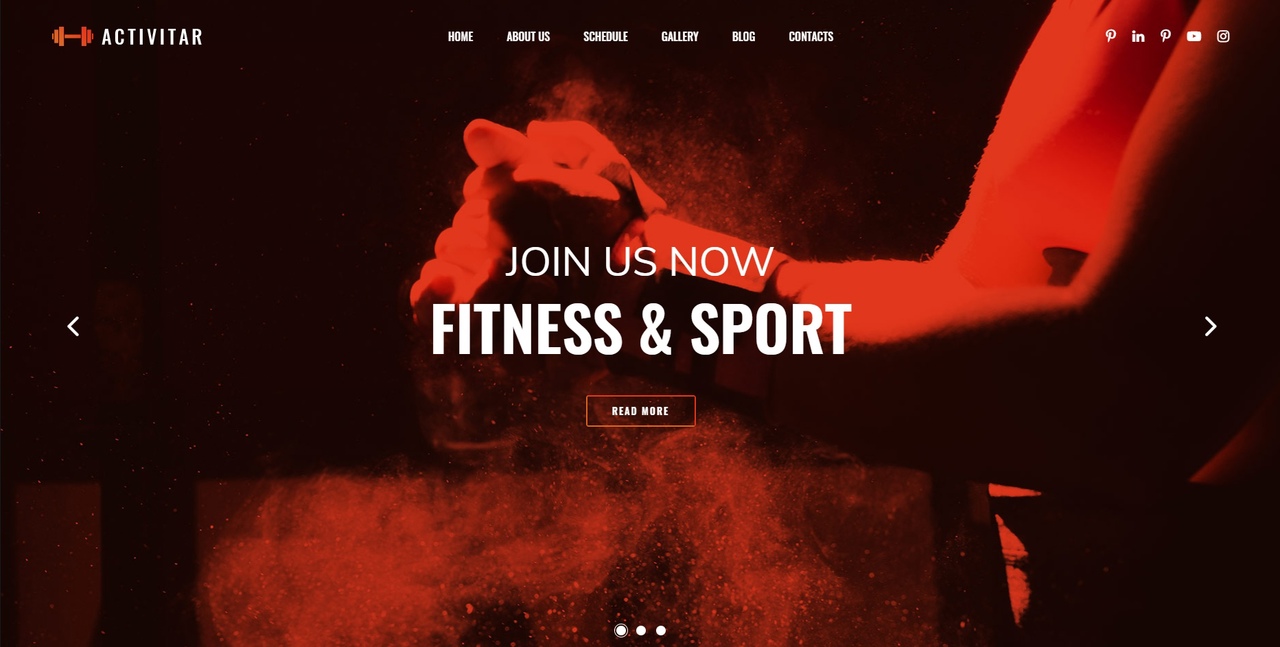 ACTIVITAR
HOME ABOUT US SCHEDULE GALLERY BLOG CONTACTS
JOIN US NOW
FITNESS & SPORT
READ MORE